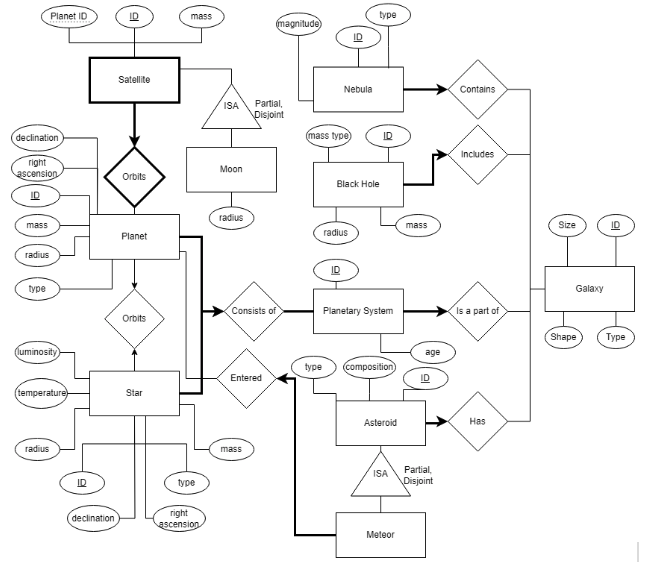 Planet ID
ID
mass
magnitude
ID
type
Satellite
ISA
Partial,
Disjoint
Nebula
Contains
declination
right
ascension
ID
mass
radius
type
Orbits
Moon
radius
mass type
ID
Black Hole
Includes
radius
mass
Planet
Size
ID
Galaxy
Shape
Type
ID
Orbits
Consists of
Planetary System
Is a part of
age
luminosity
temperature
radius
Star
Entered
type
composition
ID
Asteroid
Has
mass
ID
type
declination
right
ascension
ISA
Partial,
Disjoint
Meteor